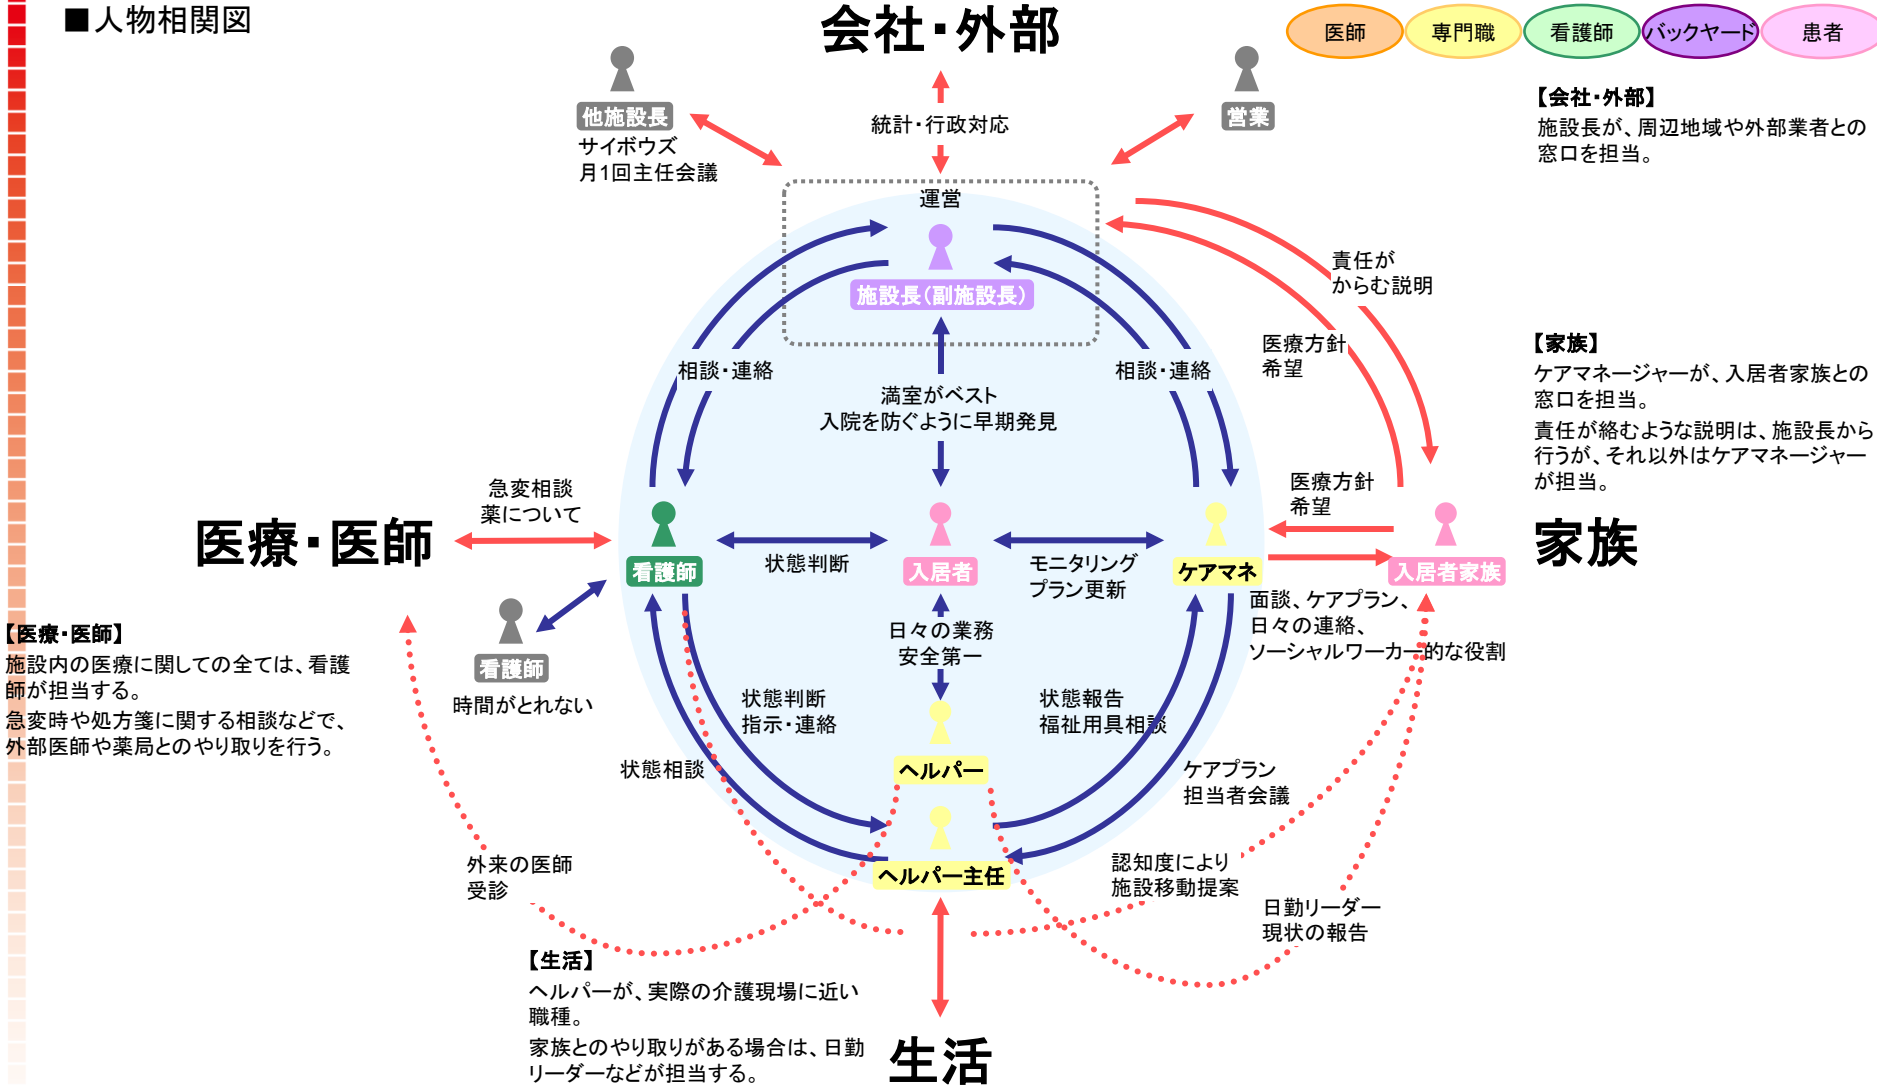 ■人物相関図
会社・外部
医師
専門職
看護師
バックヤード
患者
他施設長
サイボウズ
月1回主任会議
統計・行政対応
営業
【会社・外部】
施設長が、周辺地域や外部業者との
窓口を担当。
運営
施設長(副施設長)
責任が
からむ説明
医療方針
希望
相談・連絡
相談・連絡
満室がベスト
入院を防ぐように早期発見
【家族】
ケアマネージャーが、入居者家族との
窓口を担当。
責任が絡むような説明は、施設長から
行うが、それ以外はケアマネージャー
が担当。
急変相談
薬について
医療方針
希望
医療・医師
家族
看護師
状態判断
入居者
モニタリング
プラン更新
ケアマネ
入居者家族
面談、ケアプラン、
日々の連絡、
ソーシャルワーカー的な役割
【医療・医師】
施設内の医療に関しての全ては、看護
師が担当する。
急変時や処方箋に関する相談などで、
外部医師や薬局とのやり取りを行う。
看護師
時間がとれない
日々の業務
安全第一
状態判断
指示・連絡
状態報告
福祉用具相談
状態相談
ヘルパー
ケアプラン
担当者会議
ヘルパー主任
外来の医師
受診
認知度により
施設移動提案
日勤リーダー
現状の報告
【生活】
ヘルパーが、実際の介護現場に近い
職種。
家族とのやり取りがある場合は、日勤
リーダーなどが担当する。
生活